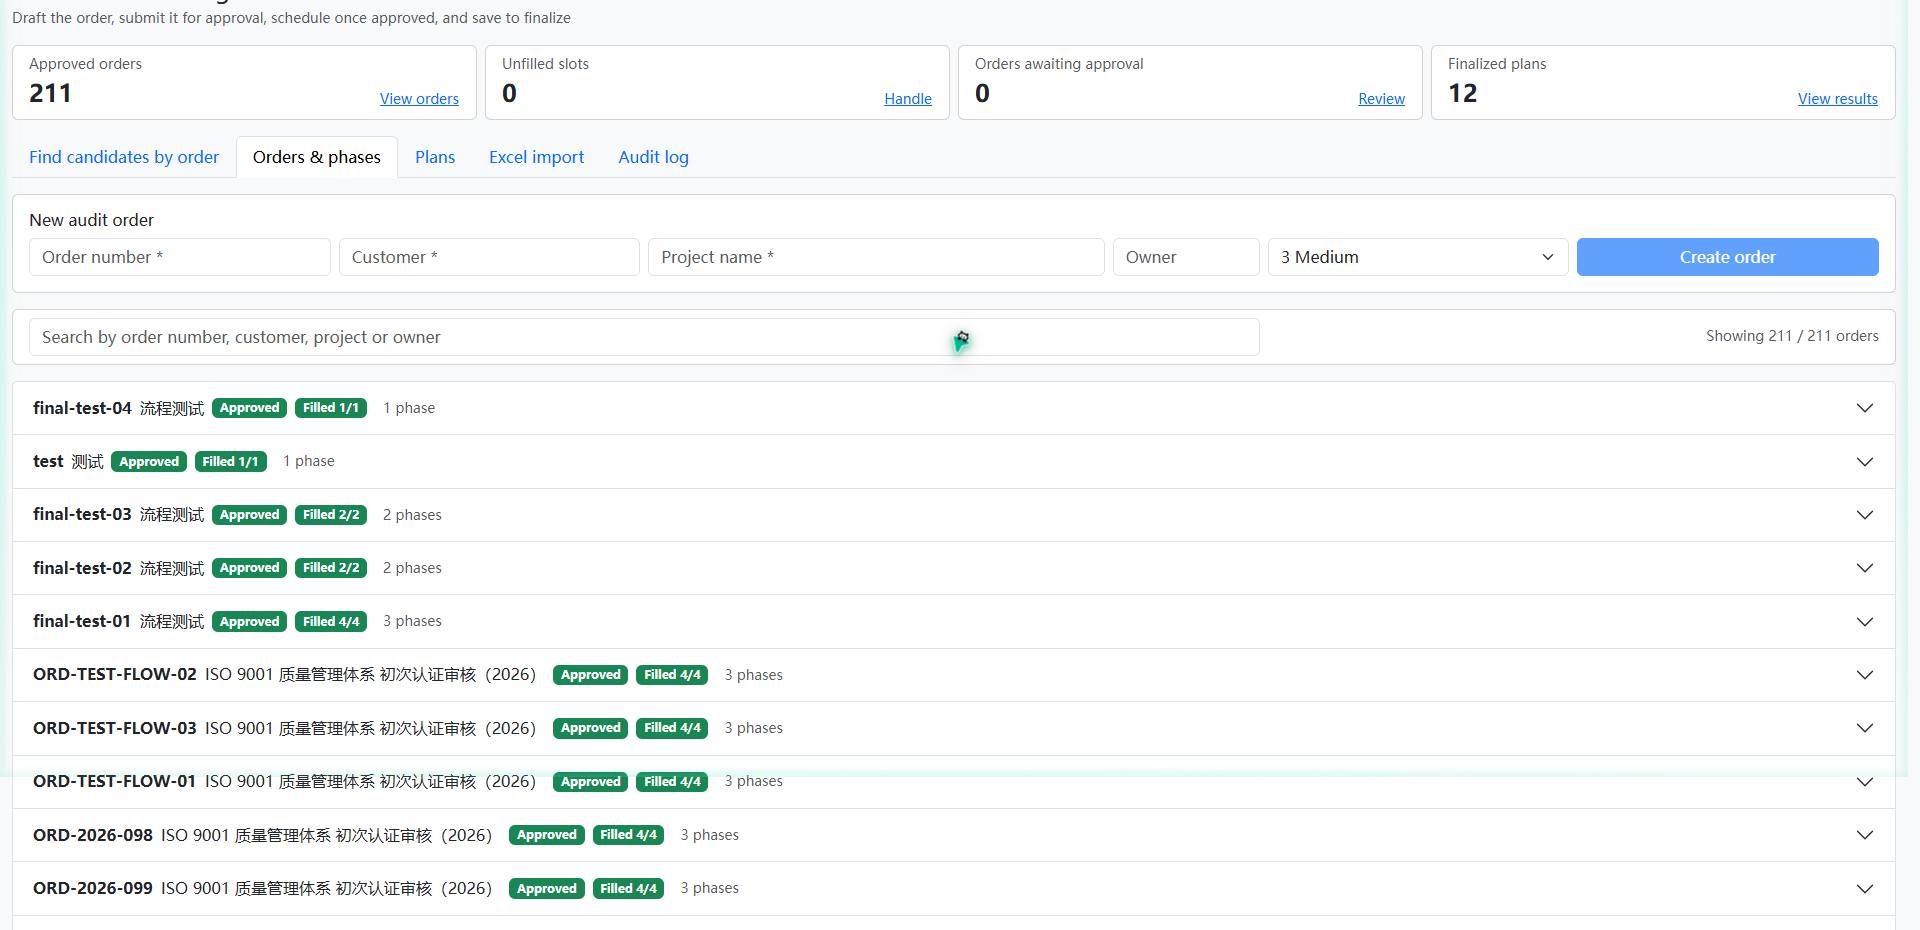 Draft the order, submit it for approval, schedule once approved, and save to finalize
Approved orders
211
View orders
Unfilled slots
0
Handle
Orders awaiting approval
0
Review
Finalized plans
12
View results
Find candidates by order
Orders & phases
Plans
Excel import
Audit log
New audit order
Order number *
Customer *
Project name *
Owner
3 Medium
Create order
Search by order number, customer, project or owner
Showing 211 / 211 orders
final-test-04 流程测试 Approved Filled 1/1 1 phase
test 测试 Approved Filled 1/1 1 phase
final-test-03 流程测试 Approved Filled 2/2 2 phases
final-test-02 流程测试 Approved Filled 2/2 2 phases
final-test-01 流程测试 Approved Filled 4/4 3 phases
ORD-TEST-FLOW-02 ISO 9001 质量管理体系 初次认证审核（2026） Approved Filled 4/4 3 phases
ORD-TEST-FLOW-03 ISO 9001 质量管理体系 初次认证审核（2026） Approved Filled 4/4 3 phases
ORD-TEST-FLOW-01 ISO 9001 质量管理体系 初次认证审核（2026） Approved Filled 4/4 3 phases
ORD-2026-098 ISO 9001 质量管理体系 初次认证审核（2026） Approved Filled 4/4 3 phases
ORD-2026-099 ISO 9001 质量管理体系 初次认证审核（2026） Approved Filled 4/4 3 phases